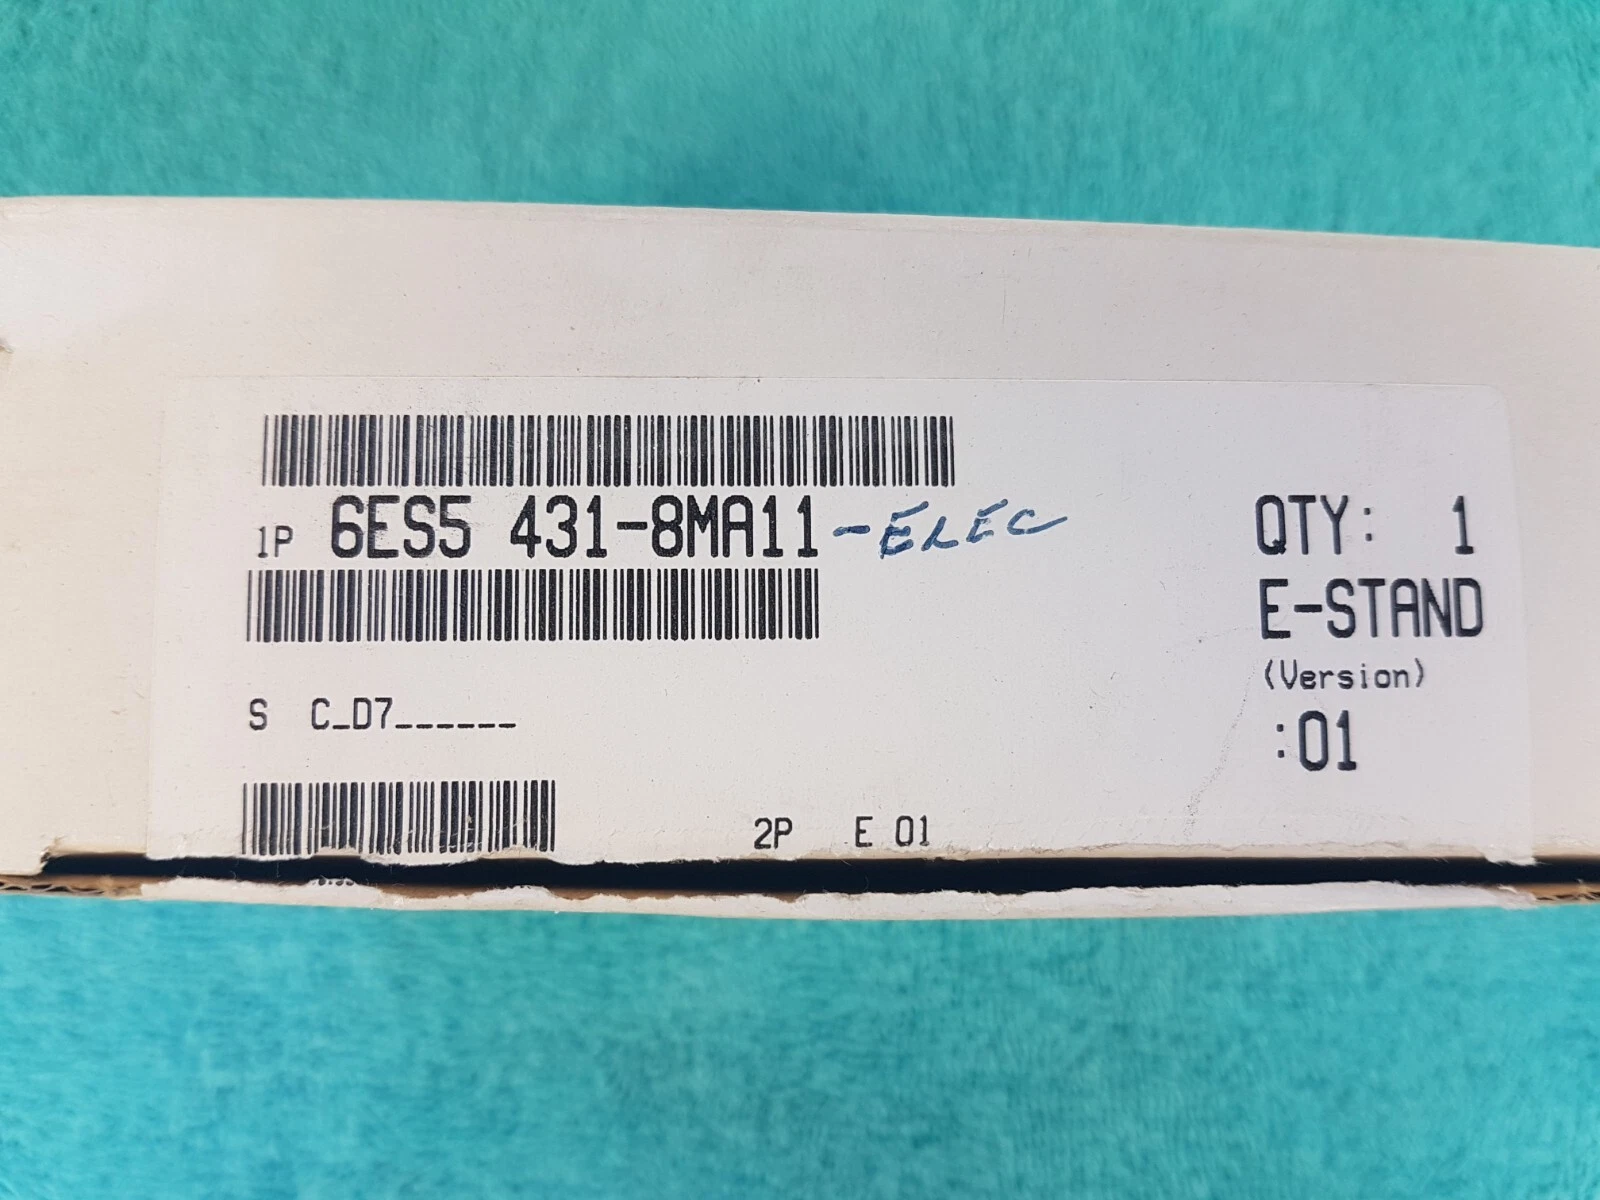 1P 6ES5 431-8MA11-ELEC
QTY: 1
E-STAND
(Version)
:01
S C_D7______
2P E 01